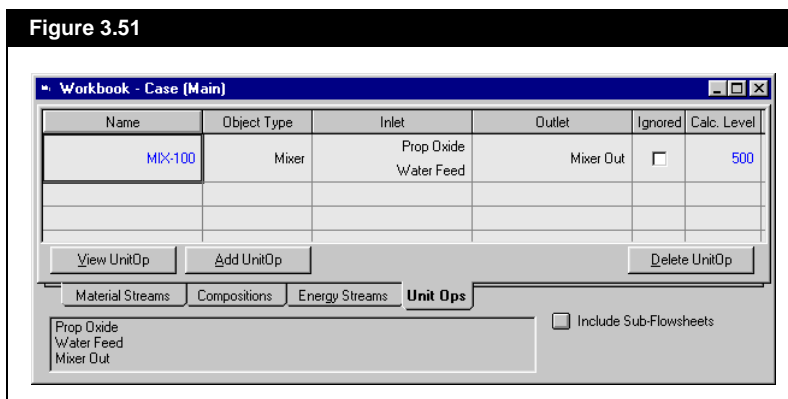 Figure 3.51
Workbook - Case (Main)
Name Object Type Inlet Outlet Ignored Calc. Level
MIX-100 Mixer Prop Oxide Mixer Out 500
Water Feed
View UnitOp Add UnitOp Delete UnitOp
Material Streams Compositions Energy Streams Unit Ops
Prop Oxide
Water Feed
Mixer Out
Include Sub-Flowsheets